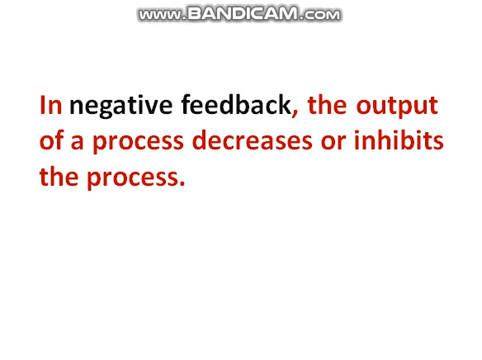 www.BANDICAM.com
In negative feedback, the output
of a process decreases or inhibits
the process.